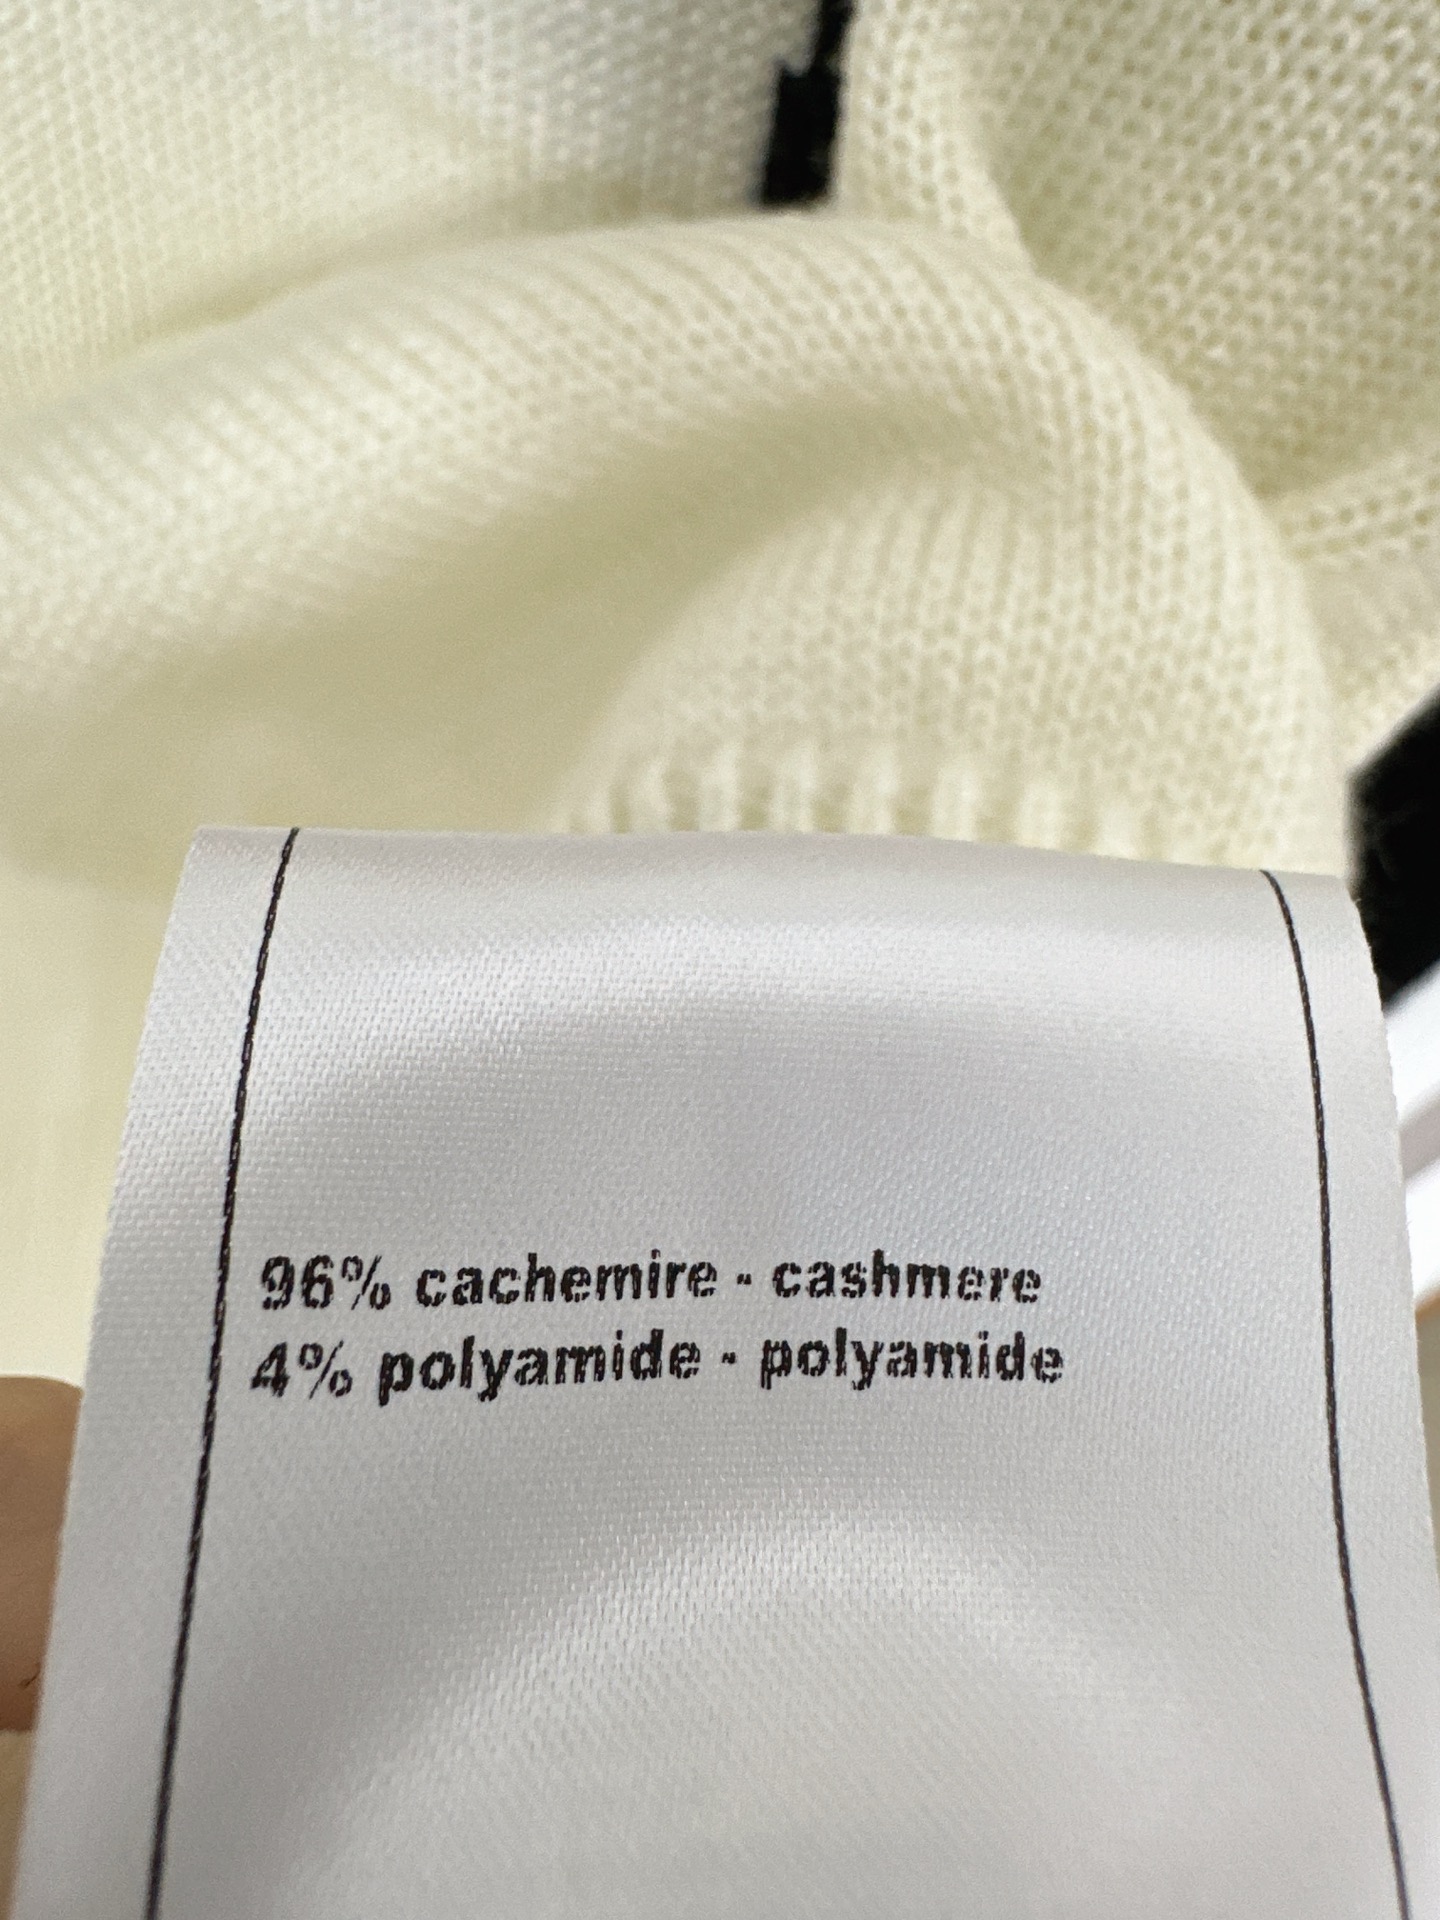 96% cachemire - cashmere
4% polyamide - polyamide